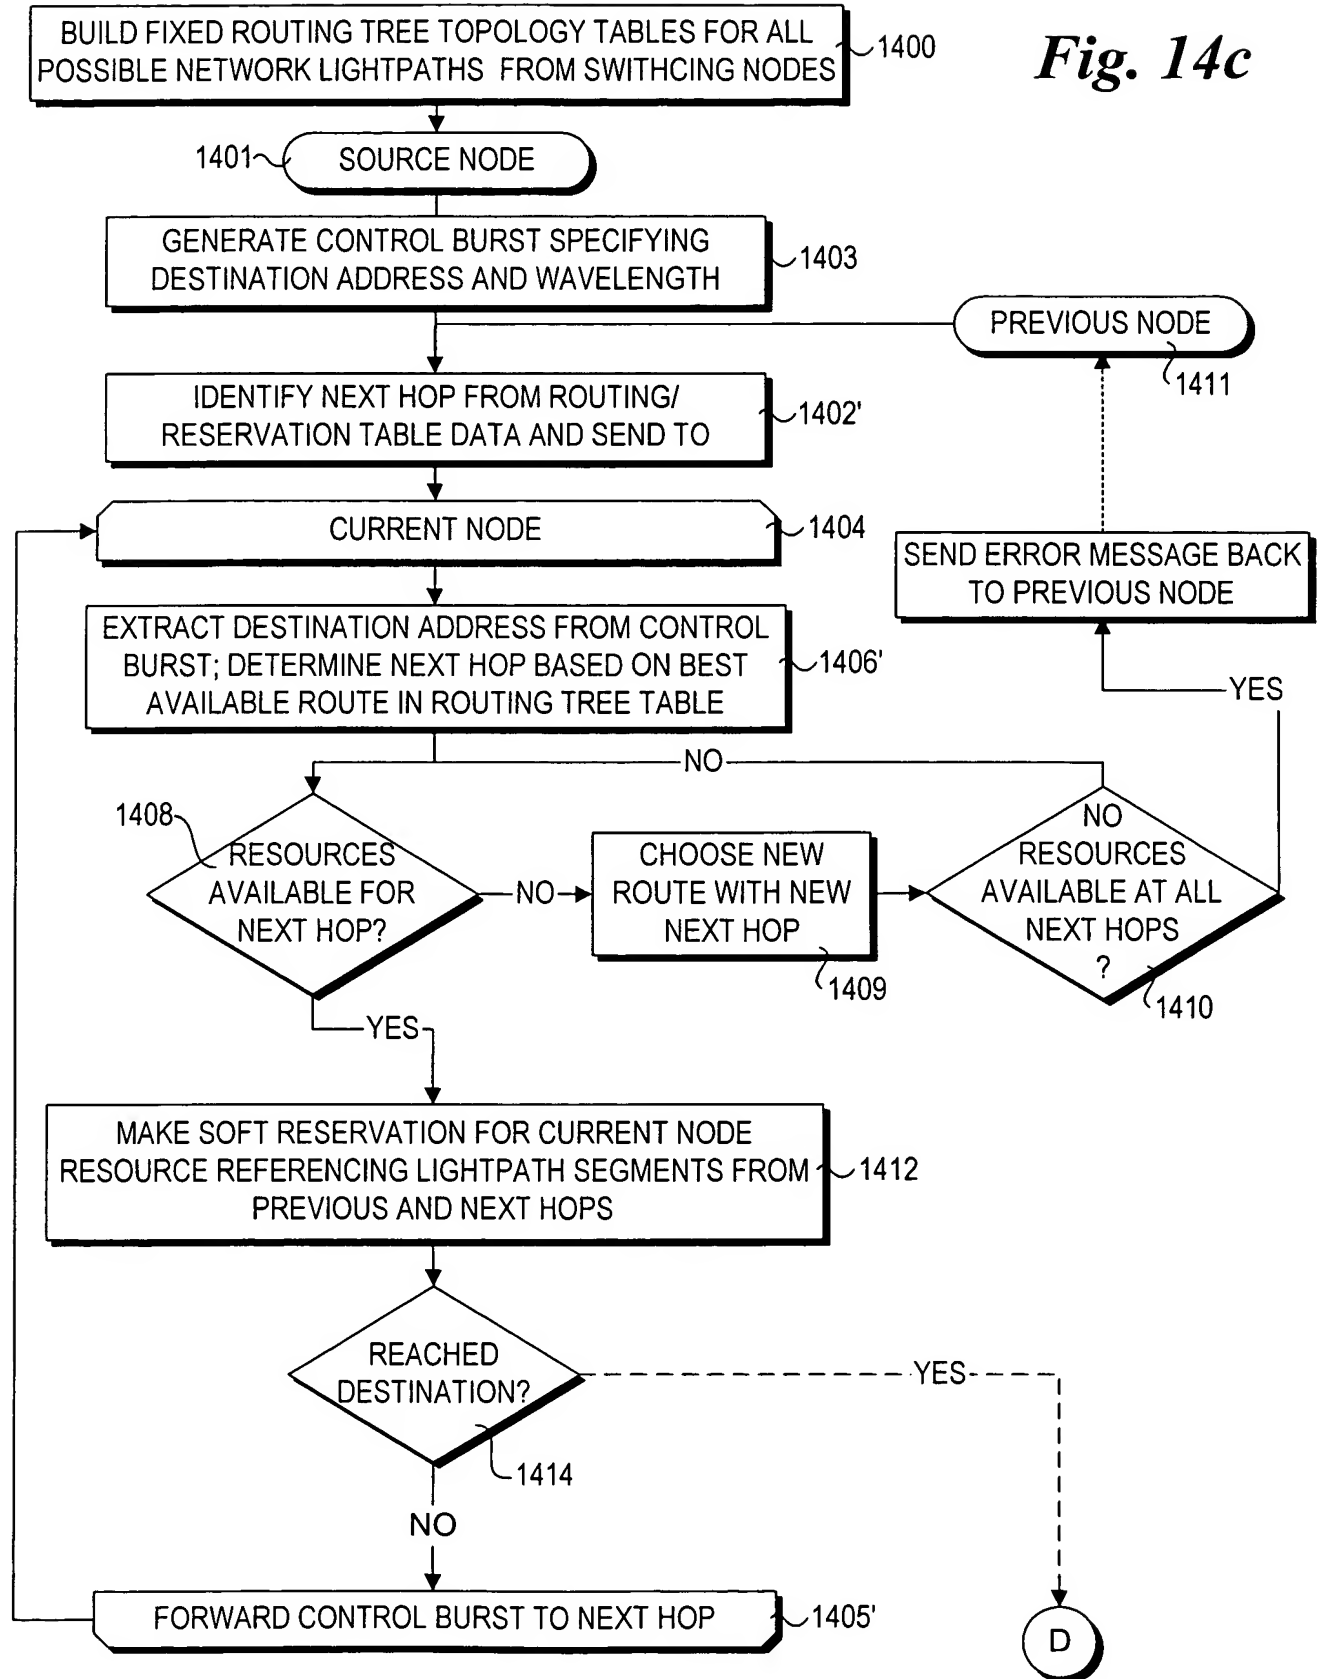 BUILD FIXED ROUTING TREE TOPOLOGY TABLES FOR ALL
POSSIBLE NETWORK LIGHTPATHS FROM SWITHCING NODES
1400
Fig. 14c
1401
SOURCE NODE
GENERATE CONTROL BURST SPECIFYING
DESTINATION ADDRESS AND WAVELENGTH
1403
PREVIOUS NODE
1411
IDENTIFY NEXT HOP FROM ROUTING/
RESERVATION TABLE DATA AND SEND TO
1402'
CURRENT NODE
1404
SEND ERROR MESSAGE BACK
TO PREVIOUS NODE
EXTRACT DESTINATION ADDRESS FROM CONTROL
BURST; DETERMINE NEXT HOP BASED ON BEST
AVAILABLE ROUTE IN ROUTING TREE TABLE
1406'
YES
NO
1408
RESOURCES
AVAILABLE FOR
NEXT HOP?
NO
CHOOSE NEW
ROUTE WITH NEW
NEXT HOP
1409
NO
RESOURCES
AVAILABLE AT ALL
NEXT HOPS
?
1410
YES
MAKE SOFT RESERVATION FOR CURRENT NODE
RESOURCE REFERENCING LIGHTPATH SEGMENTS FROM
PREVIOUS AND NEXT HOPS
1412
REACHED
DESTINATION?
1414
YES
NO
FORWARD CONTROL BURST TO NEXT HOP
1405'
D